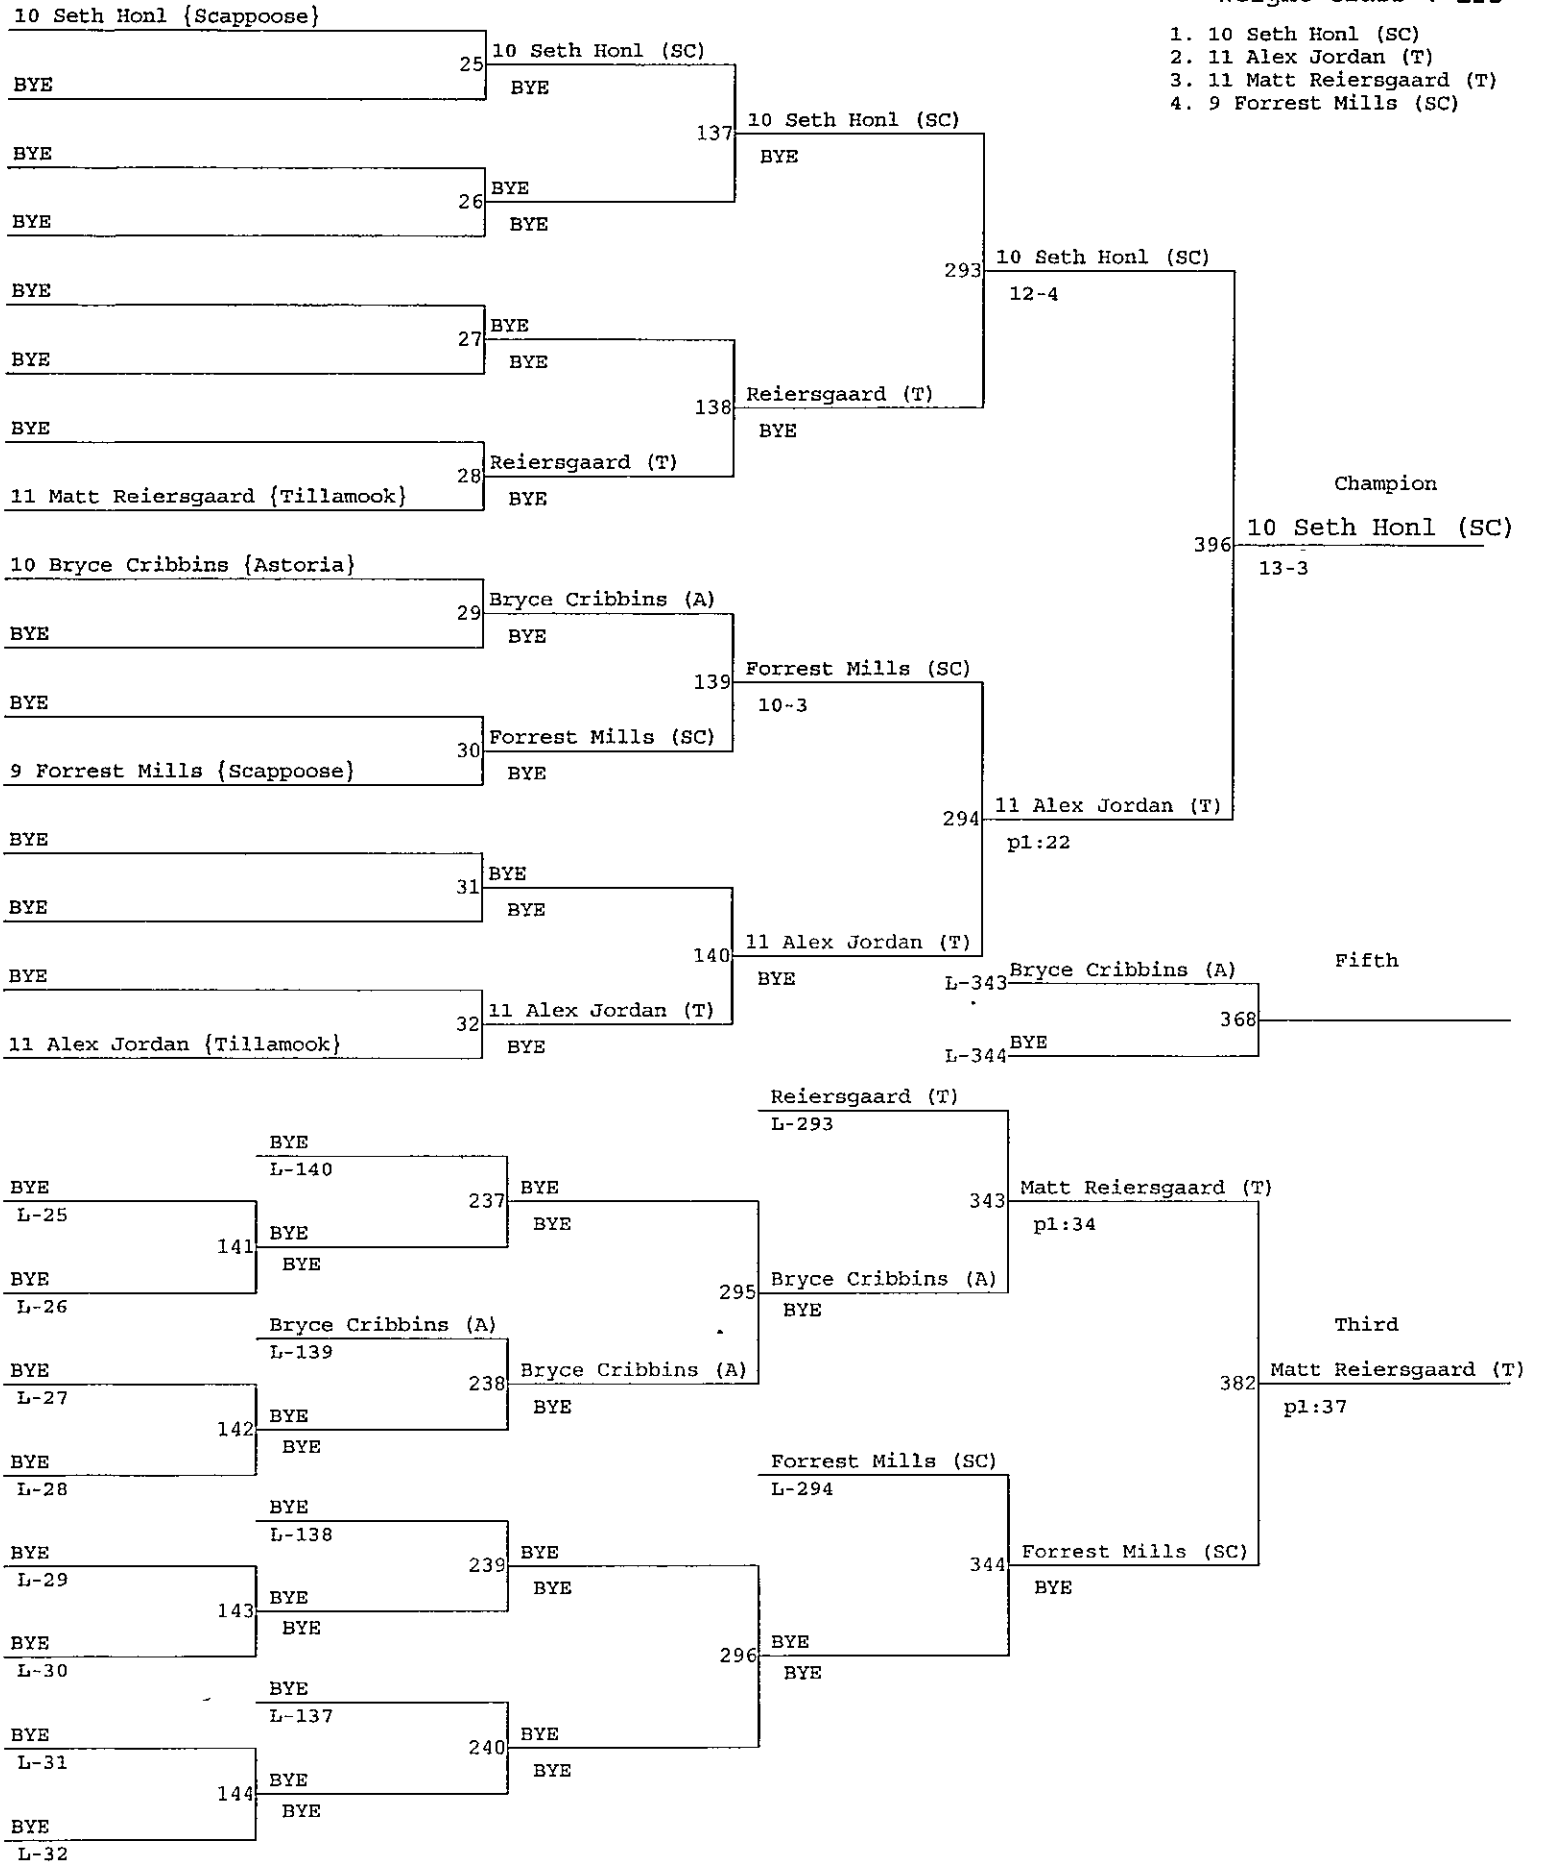 10 Seth Honl {Scappoose}
1. 10 Seth Honl (SC)
2. 11 Alex Jordan (T)
3. 11 Matt Reiersgaard (T)
4. 9 Forrest Mills (SC)
10 Seth Honl (SC)
25
BYE
BYE
10 Seth Honl (SC)
137
BYE
BYE
BYE
26
BYE
BYE
10 Seth Honl (SC)
293
12-4
BYE
BYE
27
BYE
BYE
Reiersgaard (T)
138
BYE
BYE
Reiersgaard (T)
28
BYE
11 Matt Reiersgaard {Tillamook}
Champion
10 Seth Honl (SC)
396
13-3
10 Bryce Cribbins {Astoria}
Bryce Cribbins (A)
29
BYE
BYE
Forrest Mills (SC)
139
10-3
BYE
Forrest Mills (SC)
30
BYE
9 Forrest Mills {Scappoose}
11 Alex Jordan (T)
294
p1:22
BYE
BYE
31
BYE
BYE
11 Alex Jordan (T)
140
BYE
BYE
11 Alex Jordan (T)
32
BYE
11 Alex Jordan {Tillamook}
Fifth
Bryce Cribbins (A)
L-343
368
BYE
L-344
Reiersgaard (T)
L-293
BYE
L-140
BYE
L-25
237
BYE
BYE
343
Matt Reiersgaard (T)
p1:34
141
BYE
BYE
BYE
L-26
295
Bryce Cribbins (A)
BYE
Bryce Cribbins (A)
L-139
Third
BYE
L-27
238
Bryce Cribbins (A)
BYE
382
Matt Reiersgaard (T)
p1:37
142
BYE
BYE
BYE
L-28
Forrest Mills (SC)
L-294
BYE
L-138
BYE
L-29
239
BYE
BYE
344
Forrest Mills (SC)
BYE
143
BYE
BYE
BYE
L-30
296
BYE
BYE
BYE
L-137
BYE
L-31
240
BYE
BYE
144
BYE
BYE
BYE
L-32